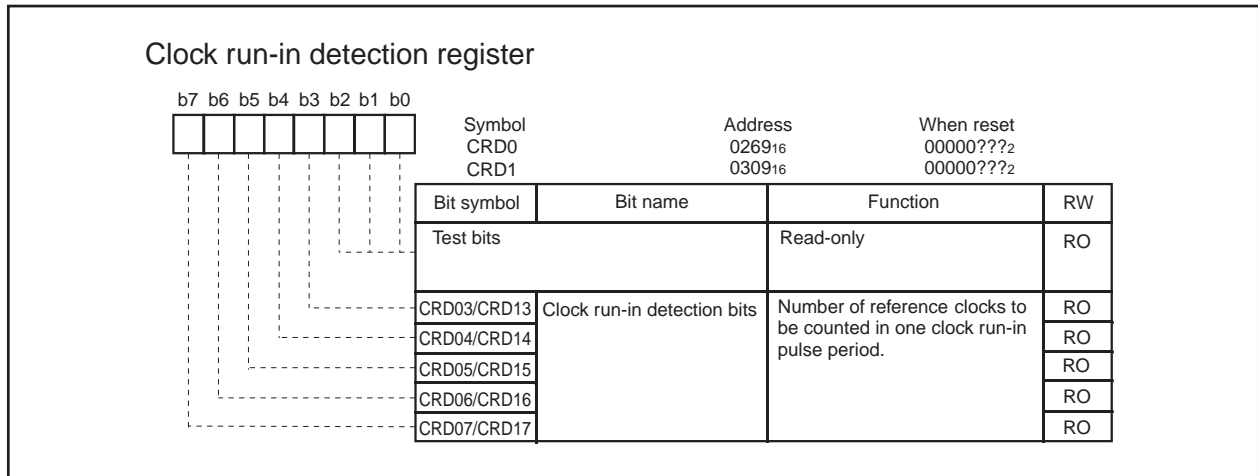 Clock run-in detection register
b7 b6 b5 b4 b3 b2 b1 b0
Symbol Address When reset
CRD0 026916 00000???2
CRD1 030916 00000???2
Bit symbol Bit name Function RW
Test bits Read-only RO
CRD03/CRD13 Clock run-in detection bits Number of reference clocks to RO
be counted in one clock run-in
CRD04/CRD14 pulse period. RO
CRD05/CRD15 RO
CRD06/CRD16 RO
CRD07/CRD17 RO